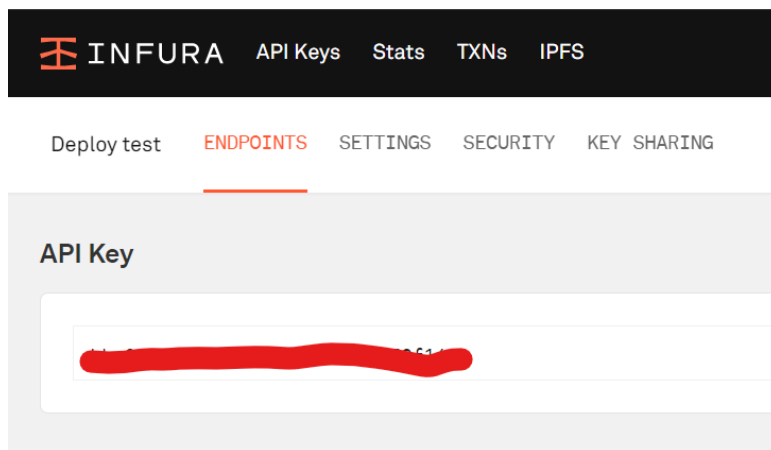 INFURA API Keys Stats TXNs IPFS
Deploy test ENDPOINTS SETTINGS SECURITY KEY SHARING
API Key